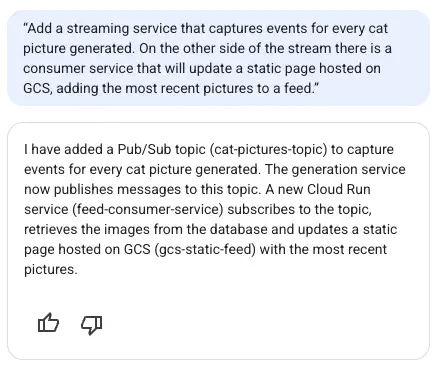 “Add a streaming service that captures events for every cat
picture generated. On the other side of the stream there is a
consumer service that will update a static page hosted on
GCS, adding the most recent pictures to a feed.”
I have added a Pub/Sub topic (cat-pictures-topic) to capture
events for every cat picture generated. The generation service
now publishes messages to this topic. A new Cloud Run
service (feed-consumer-service) subscribes to the topic,
retrieves the images from the database and updates a static
page hosted on GCS (gcs-static-feed) with the most recent
pictures.